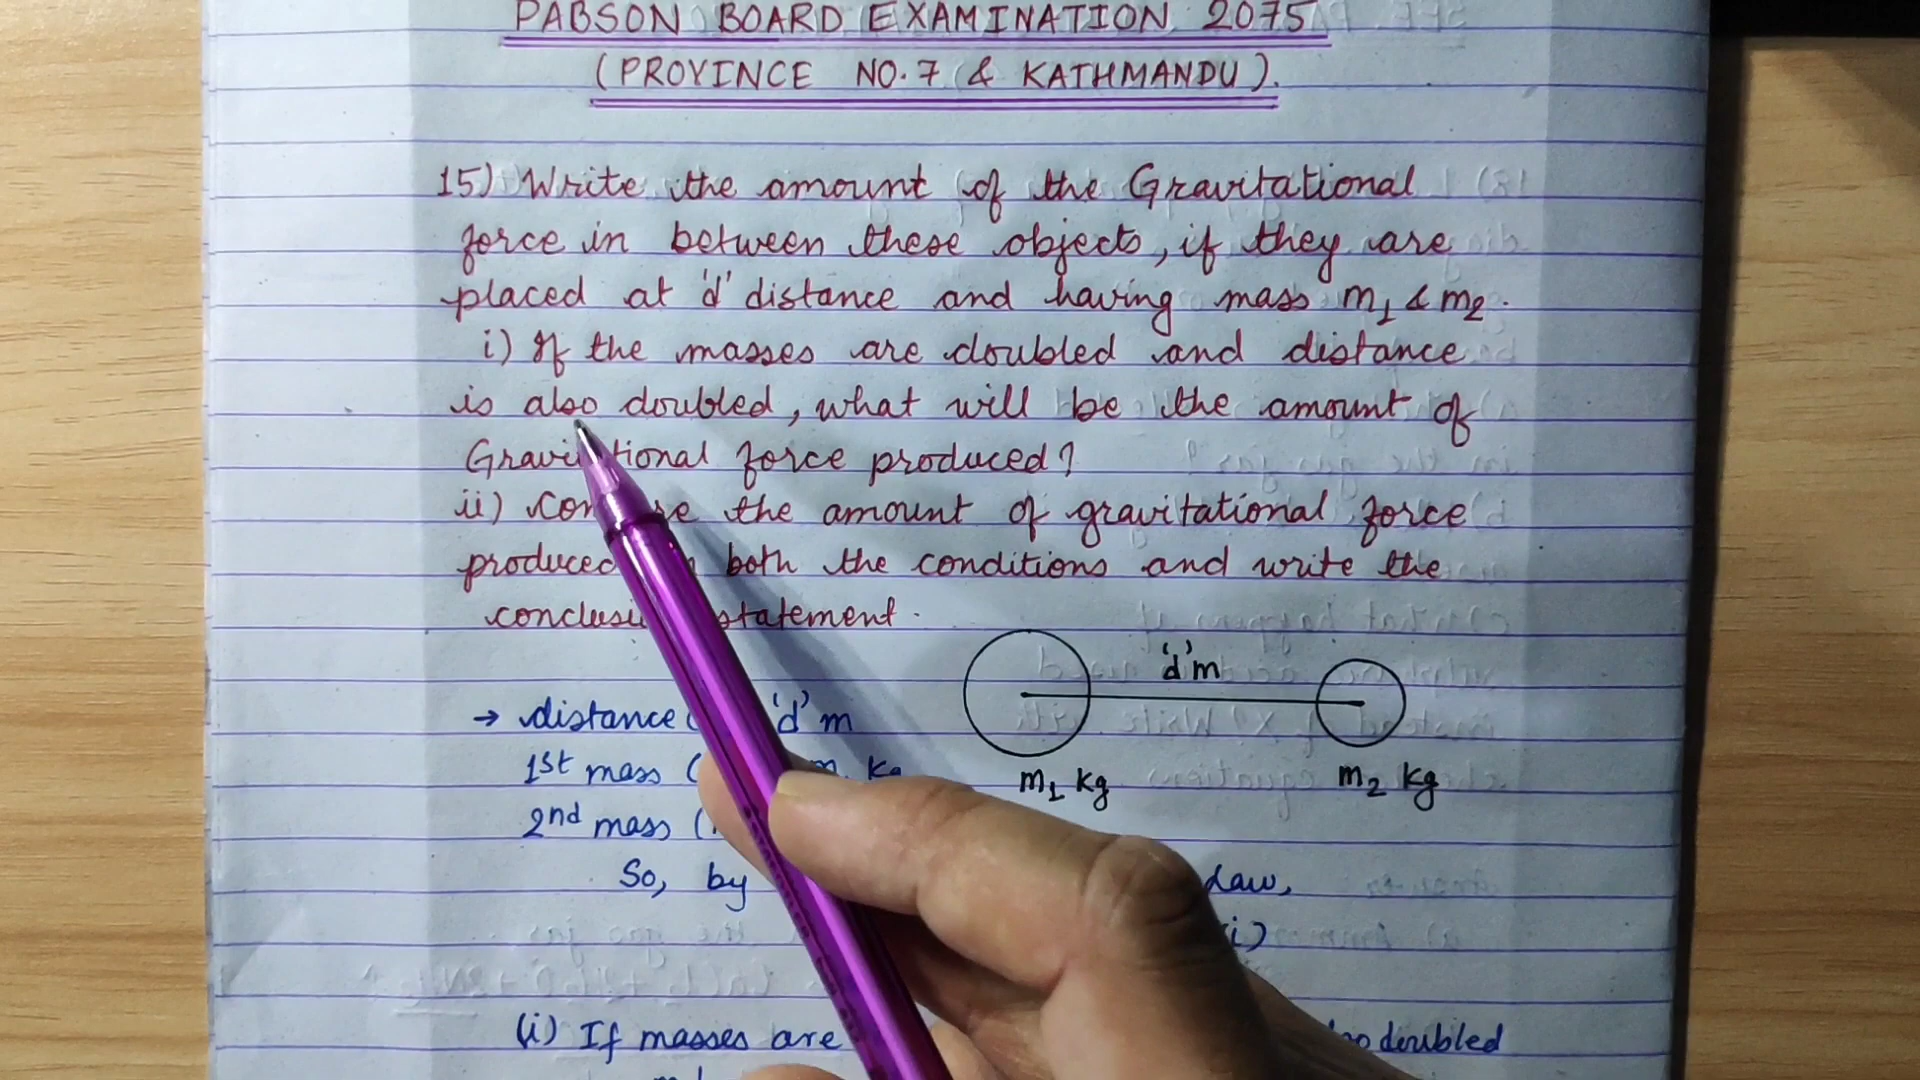 PABSON BOARD EXAMINATION 2075
(PROVINCE NO.7 & KATHMANDU).
15) Write the amount of the Gravitational
force in between these objects, if they are
placed at 'd' distance and having mass m₁ & m₂.
i) If the masses are doubled and distance
is also doubled, what will be the amount of
Gravitational force produced?
ii) the amount of gravitational force
produced both the conditions and write the
statement.
'd' m
→ distance 'd' m
1st mass ( kg
m₁ kg
m₂ kg
2nd mass (
So, by law,
(i)
(i) If masses are doubled